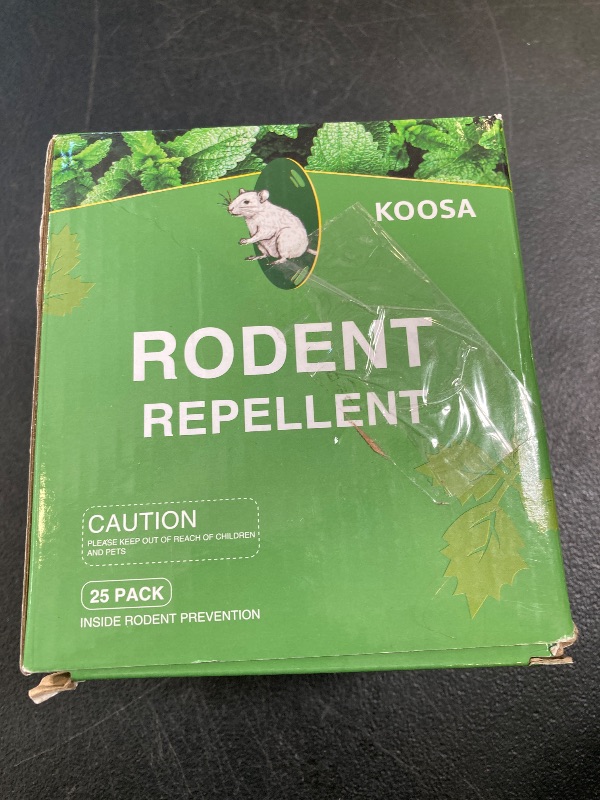 KOOSA
RODENT
REPELLENT
CAUTION
PLEASE KEEP OUT OF REACH OF CHILDREN
AND PETS
25 PACK
INSIDE RODENT PREVENTION